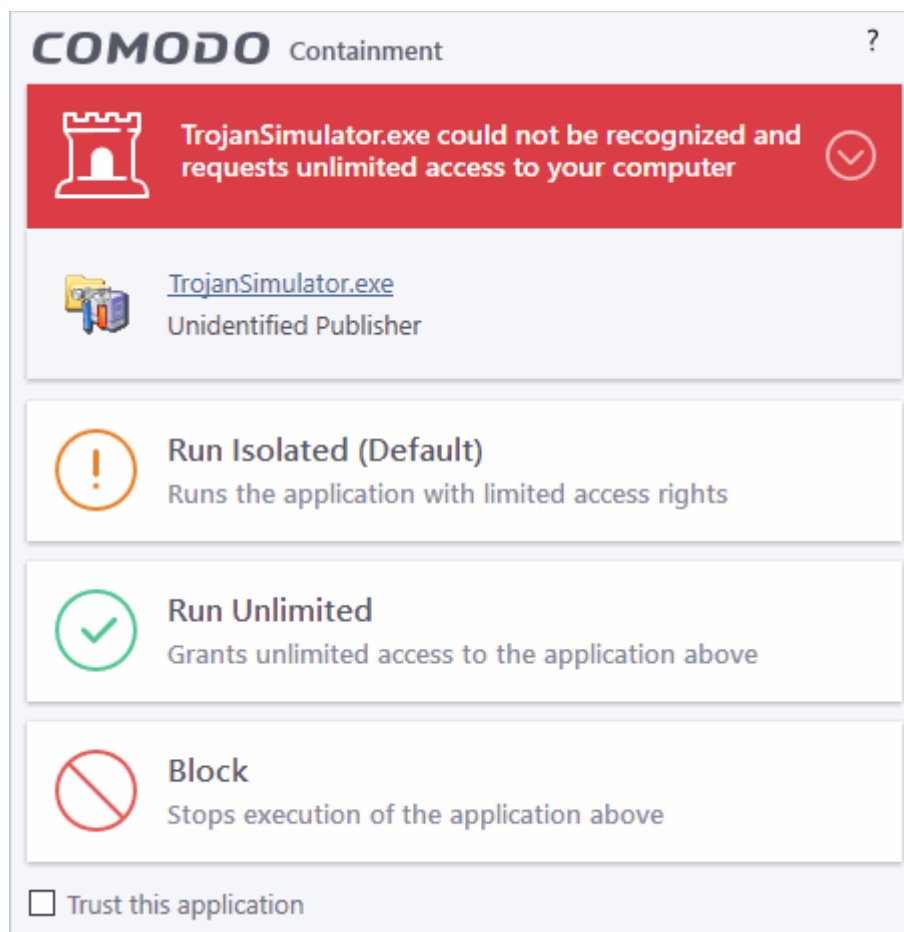 COMODO Containment ?
TrojanSimulator.exe could not be recognized and
requests unlimited access to your computer
TrojanSimulator.exe
Unidentified Publisher
Run Isolated (Default)
Runs the application with limited access rights
Run Unlimited
Grants unlimited access to the application above
Block
Stops execution of the application above
Trust this application